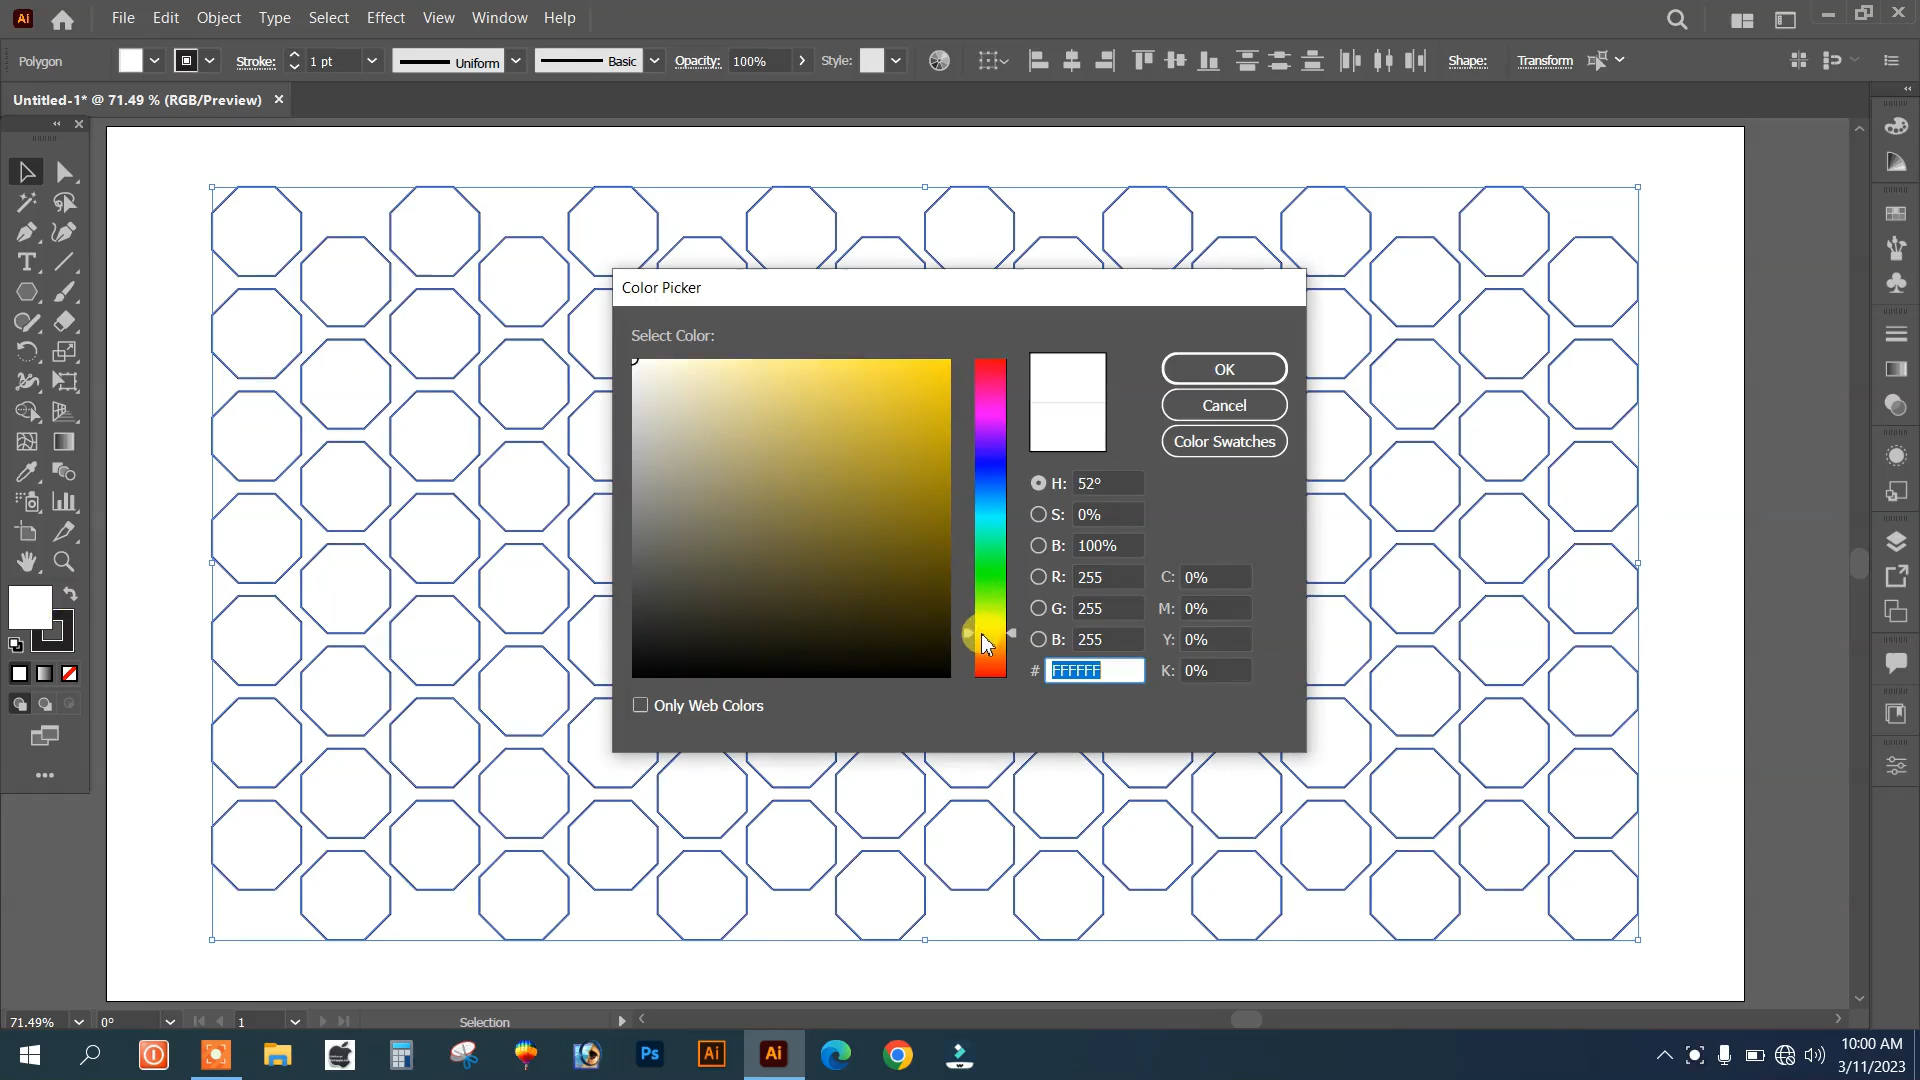 Ai File Edit Object Type Select Effect View Window Help
Polygon Stroke: 1 pt Uniform Basic Opacity: 100% Style: Shape: Transform
Untitled-1* @ 71.49 % (RGB/Preview)
Color Picker
Select Color:
OK
Cancel
Color Swatches
H: 52°
S: 0%
B: 100%
R: 255 C: 0%
G: 255 M: 0%
B: 255 Y: 0%
# FFFFFF K: 0%
Only Web Colors
71.49% 0° 1 Selection
Ps Ai Ai
10:00 AM
3/11/2023